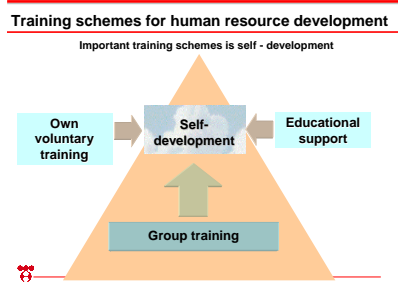 Training schemes for human resource development
Important training schemes is self - development
Own
voluntary
training
Self-
development
Educational
support
Group training